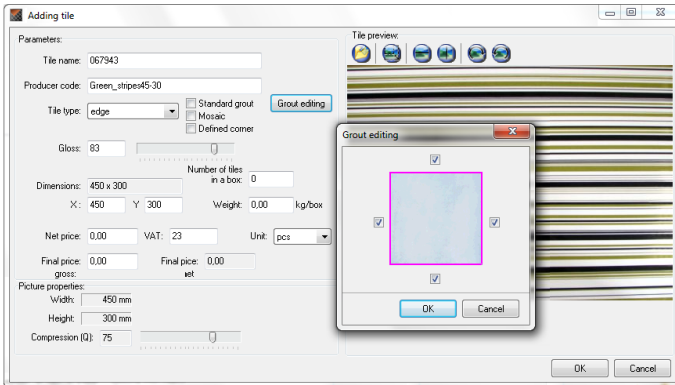 Adding tile
Parameters:
Tile name: 067943
Producer code: Green_stripes45-30
Tile type: edge
Standard grout
Mosaic
Defined corner
Grout editing
Gloss: 83
Number of tiles
in a box: 0
Dimensions: 450 x 300
X: 450 Y 300 Weight: 0,00 kg/box
Net price: 0,00 VAT: 23 Unit: pcs
Final price: 0,00 Final pice: 0,00
gross: net
Picture properties:
Width: 450 mm
Height: 300 mm
Compression (Q): 75
Tile preview:
Grout editing
OK Cancel
OK Cancel